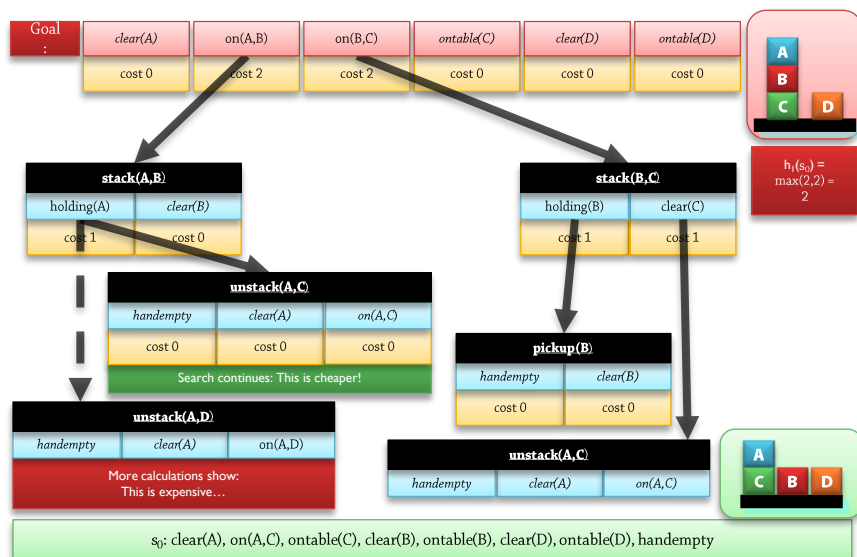 Goal
:
clear(A) on(A,B) on(B,C) ontable(C) clear(D) ontable(D)
cost 0 cost 2 cost 2 cost 0 cost 0 cost 0
A
B
C D
h₁(s₀) =
max(2,2) =
2
stack(A,B)
holding(A) clear(B)
cost 1 cost 0
stack(B,C)
holding(B) clear(C)
cost 1 cost 1
unstack(A,C)
handempty clear(A) on(A,C)
cost 0 cost 0 cost 0
Search continues: This is cheaper!
pickup(B)
handempty clear(B)
cost 0 cost 0
unstack(A,D)
handempty clear(A) on(A,D)
More calculations show:
This is expensive…
unstack(A,C)
handempty clear(A) on(A,C)
A
C B D
s₀: clear(A), on(A,C), ontable(C), clear(B), ontable(B), clear(D), ontable(D), handempty